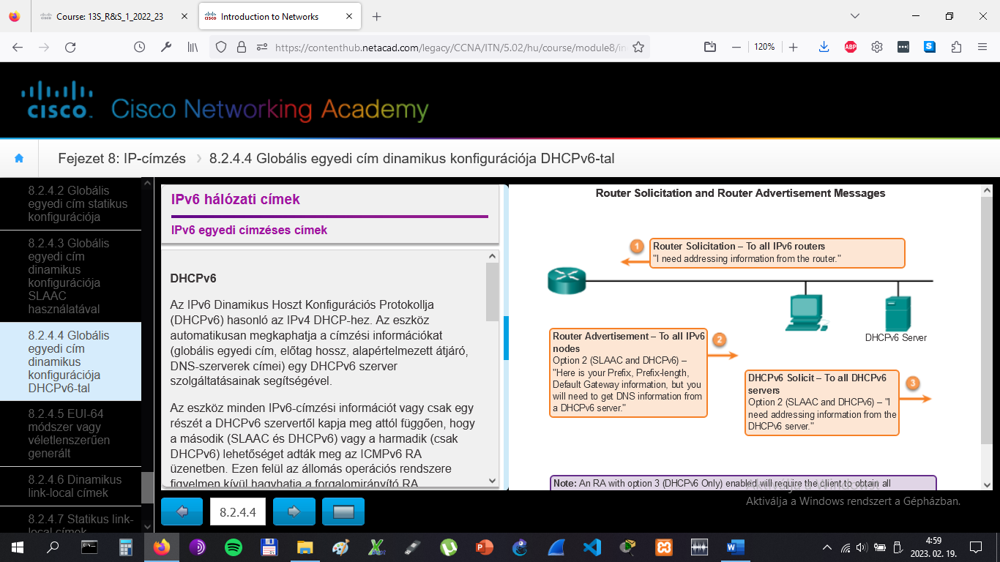 Course: 13S_R&S_1_2022_23
Introduction to Networks
https://contenthub.netacad.com/legacy/CCNA/ITN/5.02/hu/course/module8/in
120%
ABP
S
CISCO
Cisco Networking Academy
Fejezet 8: IP-címzés
8.2.4.4 Globális egyedi cím dinamikus konfigurációja DHCPv6-tal
8.2.4.2 Globális
egyedi cím statikus
konfigurációja
8.2.4.3 Globális
egyedi cím
dinamikus
konfigurációja
SLAAC
használatával
8.2.4.4 Globális
egyedi cím
dinamikus
konfigurációja
DHCPv6-tal
8.2.4.5 EUI-64
módszer vagy
véletlenszerűen
generált
8.2.4.6 Dinamikus
link-local címek
8.2.4.7 Statikus link-
local címek
IPv6 hálózati címek
IPv6 egyedi címzéses címek
DHCPv6
Az IPv6 Dinamikus Hoszt Konfigurációs Protokollja
(DHCPv6) hasonló az IPv4 DHCP-hez. Az eszköz
automatikusan megkaphatja a címzési információkat
(globális egyedi cím, előtag hossz, alapértelmezett átjáró,
DNS-szerverek címei) egy DHCPv6 szerver
szolgáltatásainak segítségével.
Az eszköz minden IPv6-címzési információt vagy csak egy
részét a DHCPv6 szervertől kapja meg attól függően, hogy
a második (SLAAC és DHCPv6) vagy a harmadik (csak
DHCPv6) lehetőséget adták meg az ICMPv6 RA
üzenetben. Ezen felül az állomás operációs rendszere
figyelmen kívül hagyhatja a forgalomirányító RA
8.2.4.4
Router Solicitation and Router Advertisement Messages
1
Router Solicitation – To all IPv6 routers
"I need addressing information from the router."
DHCPv6 Server
Router Advertisement – To all IPv6
nodes
Option 2 (SLAAC and DHCPv6) –
"Here is your Prefix, Prefix-length,
Default Gateway information, but you
will need to get DNS information from
a DHCPv6 server."
2
DHCPv6 Solicit – To all DHCPv6
servers
Option 2 (SLAAC and DHCPv6) – "I
need addressing information from the
DHCPv6 server."
3
Note: An RA with option 3 (DHCPv6 Only) enabled will require the client to obtain all
Aktiválja a Windowst
Aktiválja a Windows rendszert a Gépházban.
4:59
2023. 02. 19.